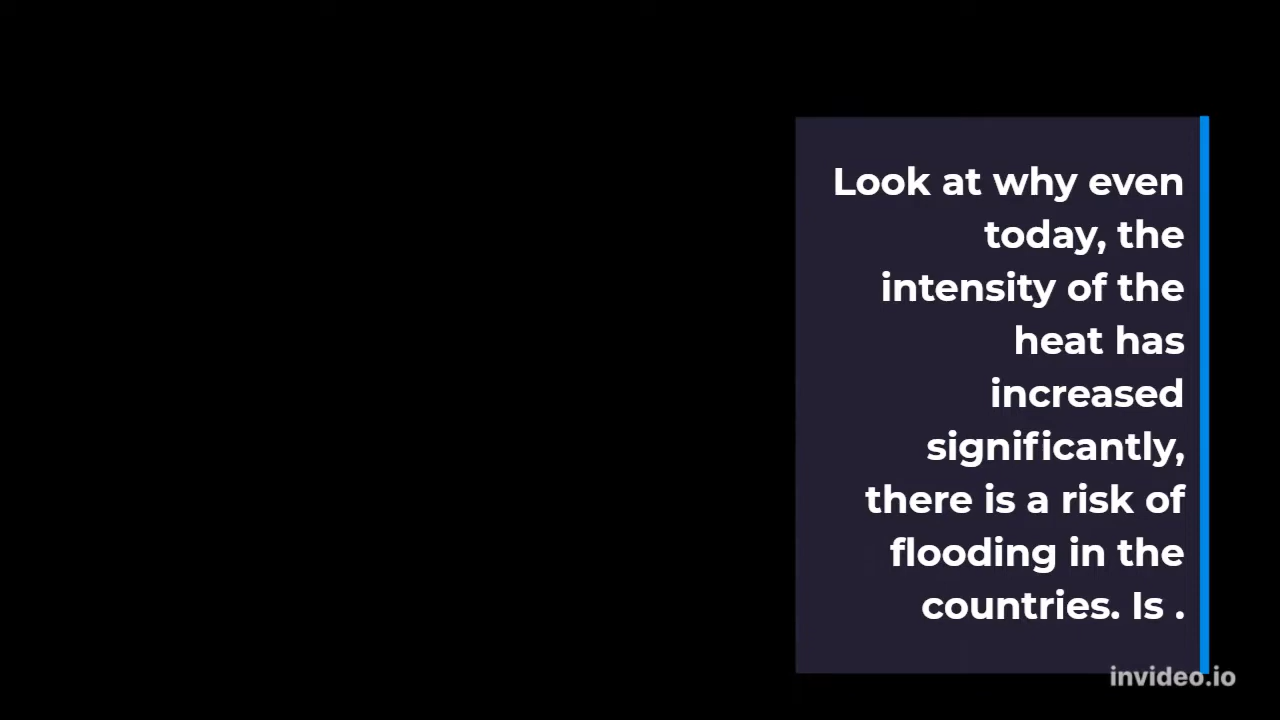 Look at why even
today, the
intensity of the
heat has
increased
significantly,
there is a risk of
flooding in the
countries. Is .
invideo.io